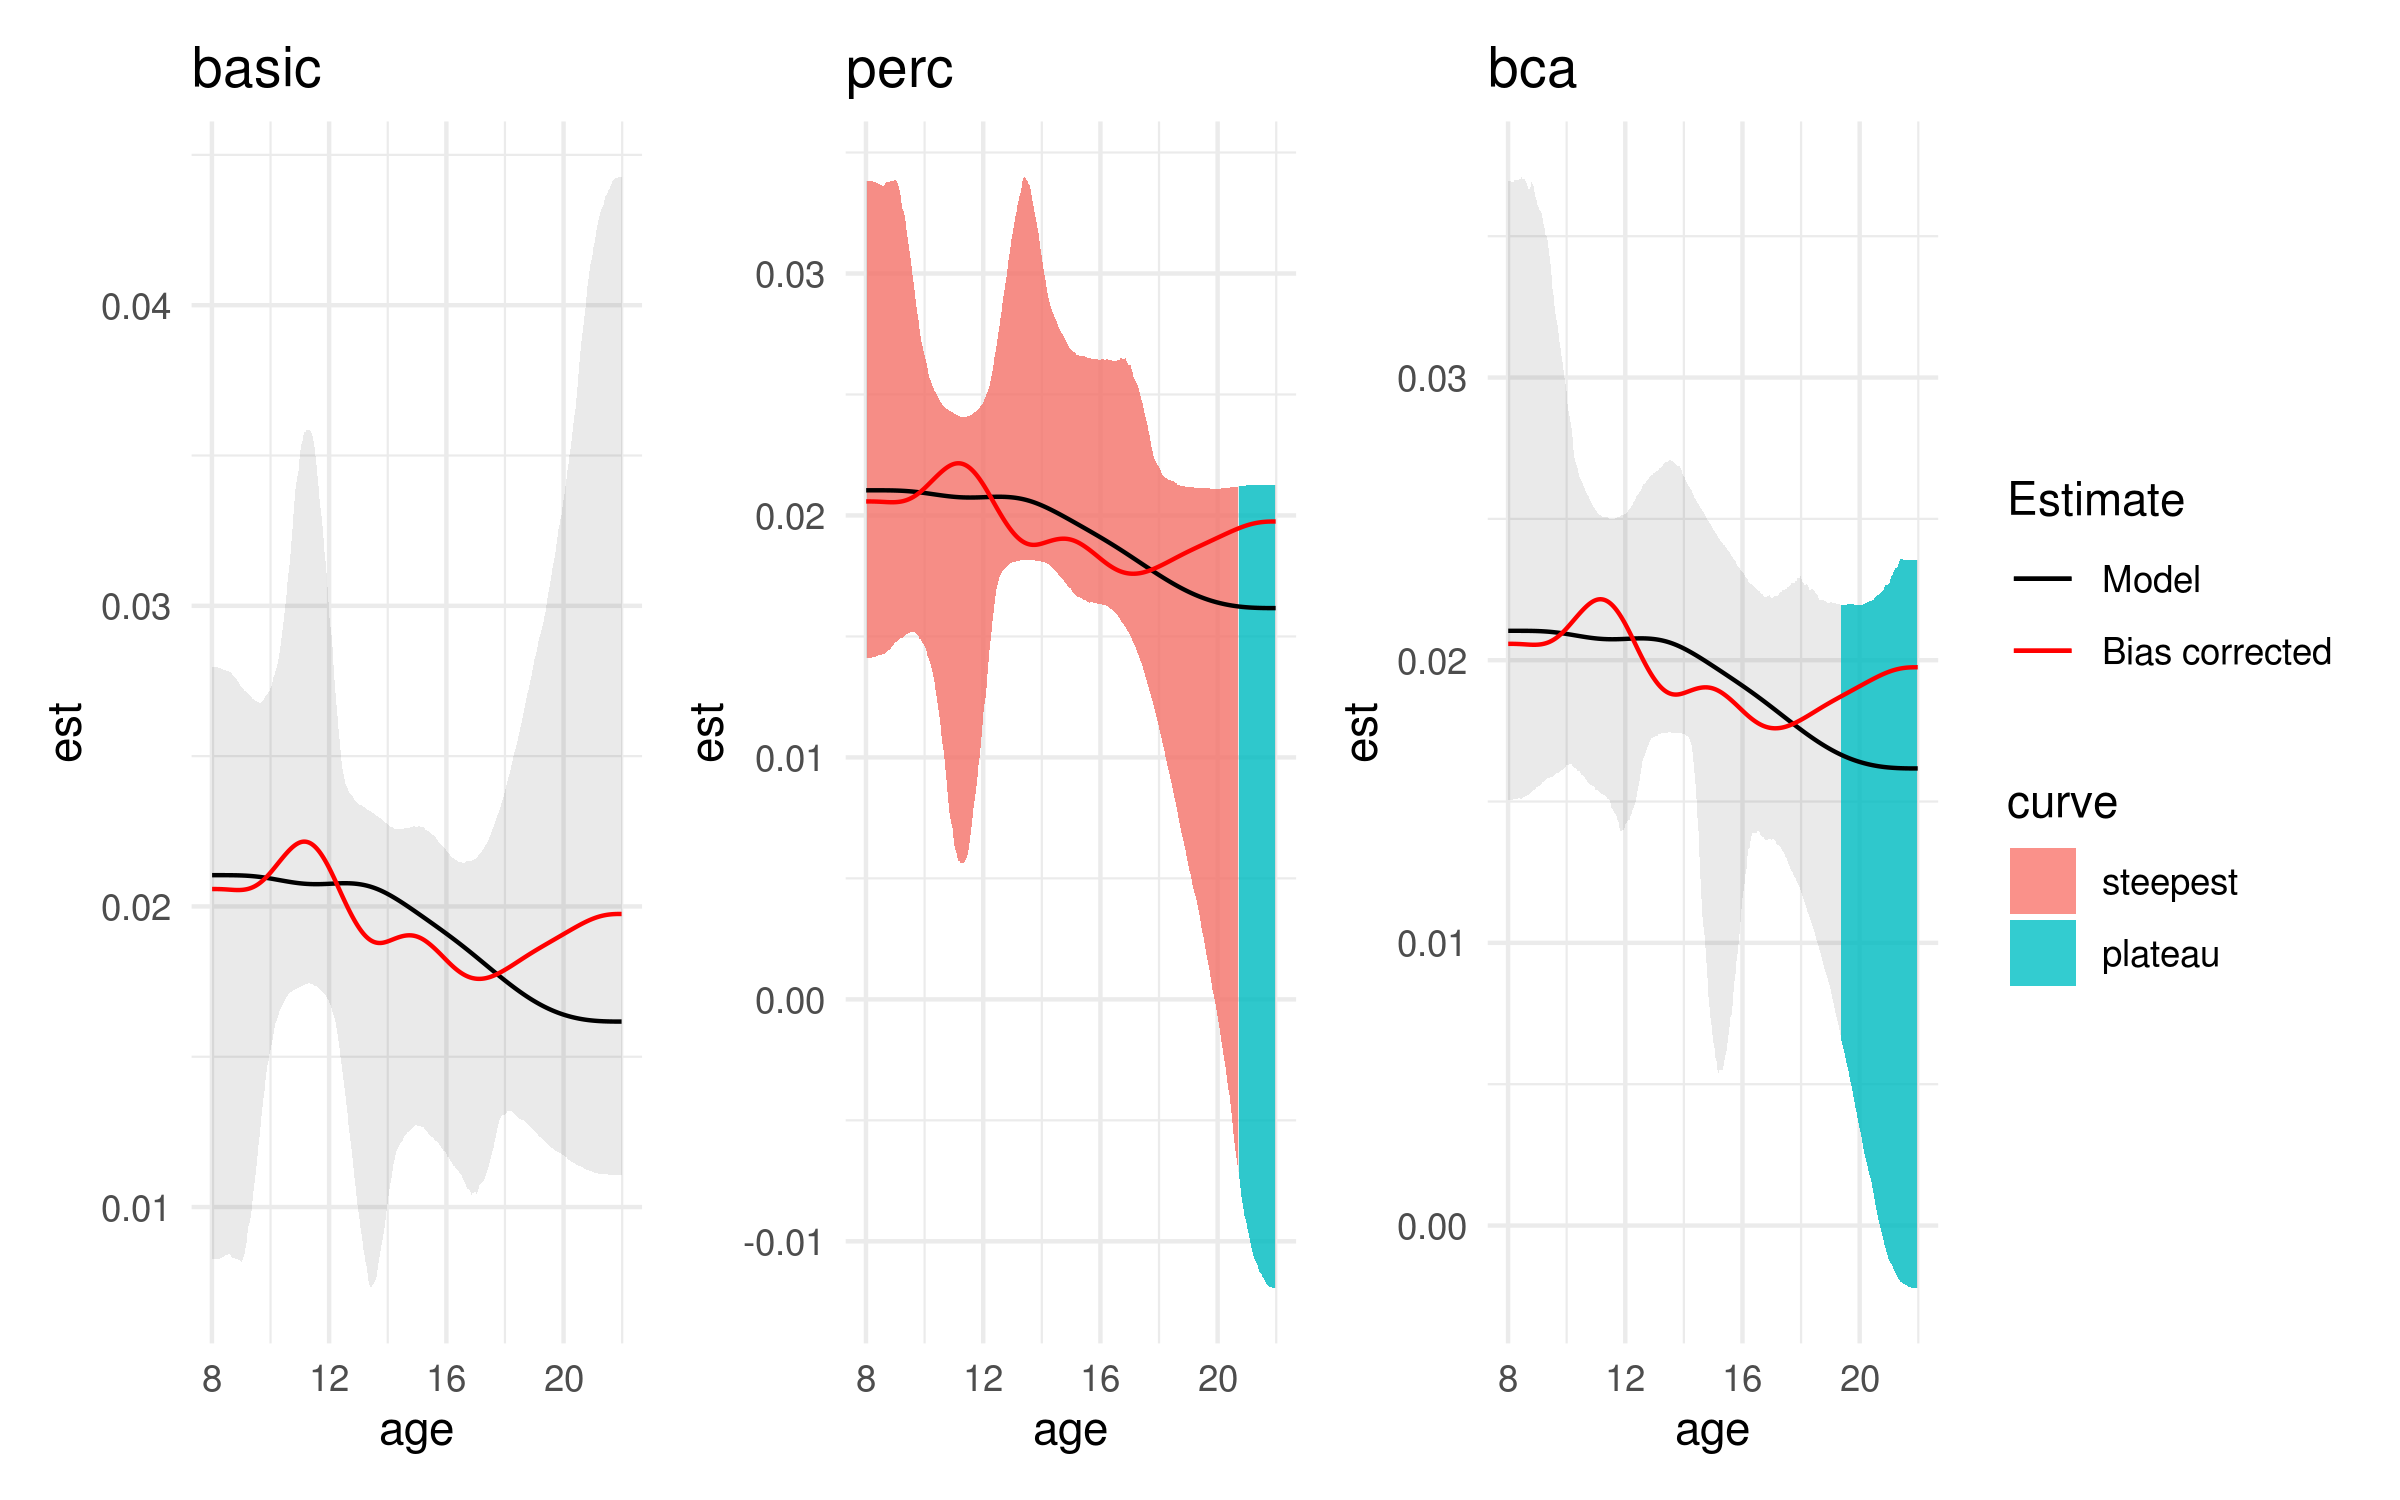 basic
est
0.04
0.03
0.02
0.01
8 12 16 20
age
perc
est
0.03
0.02
0.01
0.00
-0.01
8 12 16 20
age
bca
est
0.03
0.02
0.01
0.00
8 12 16 20
age
Estimate
Model
Bias corrected
curve
steepest
plateau